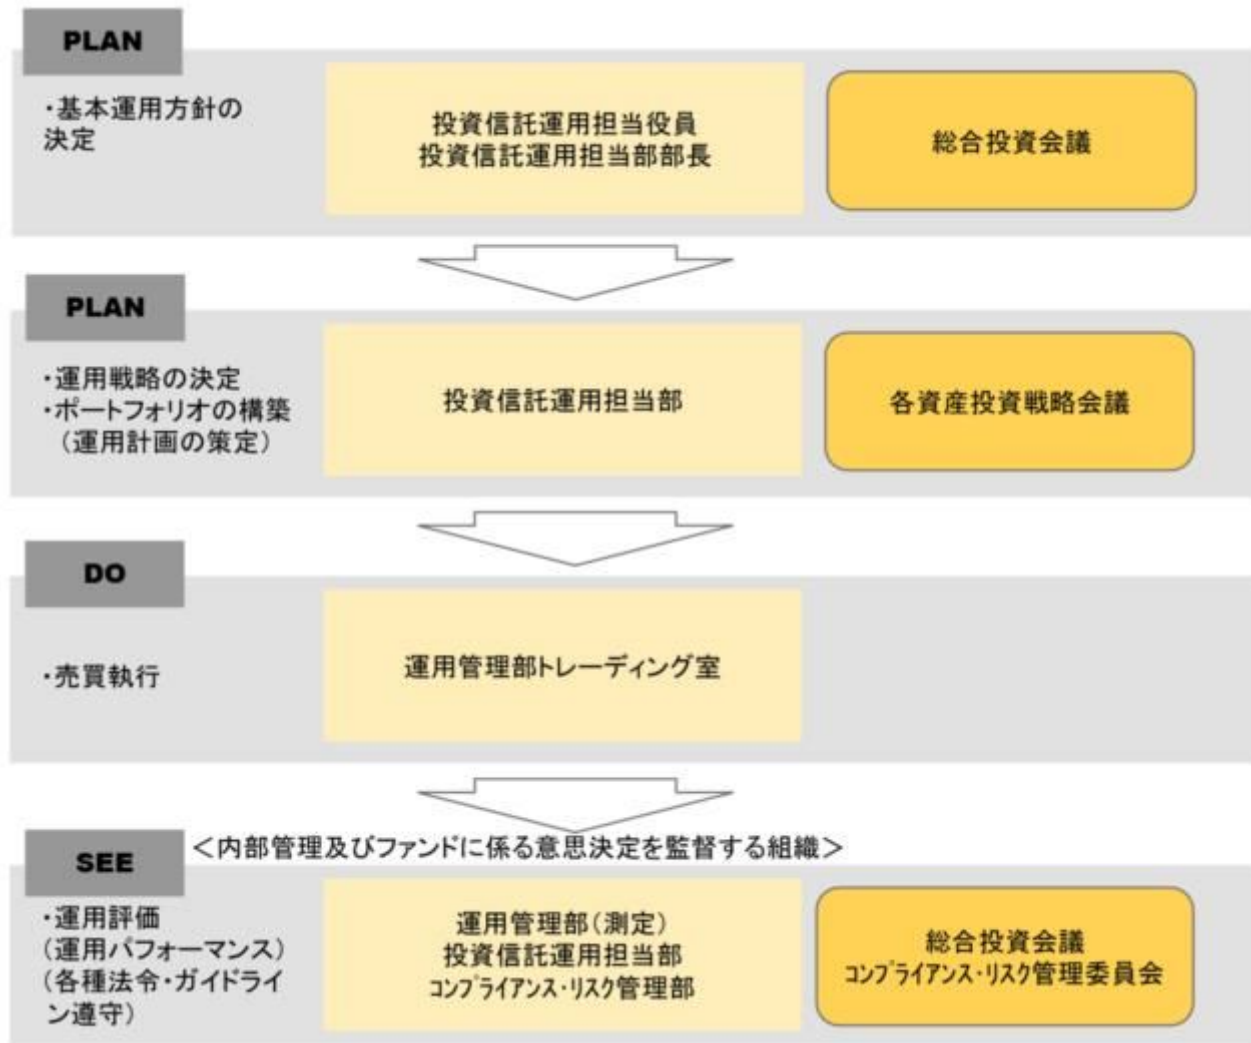 PLAN
・基本運用方針の
決定
投資信託運用担当役員
投資信託運用担当部部長
総合投資会議
PLAN
・運用戦略の決定
・ポートフォリオの構築
（運用計画の策定）
投資信託運用担当部
各資産投資戦略会議
DO
・売買執行
運用管理部トレーディング室
SEE
＜内部管理及びファンドに係る意思決定を監督する組織＞
・運用評価
(運用パフォーマンス)
(各種法令・ガイドライ
ン遵守)
運用管理部（測定）
投資信託運用担当部
ｺﾝﾌﾟﾗｲｱﾝｽ・ﾘｽｸ管理部
総合投資会議
ｺﾝﾌﾟﾗｲｱﾝｽ・ﾘｽｸ管理委員会